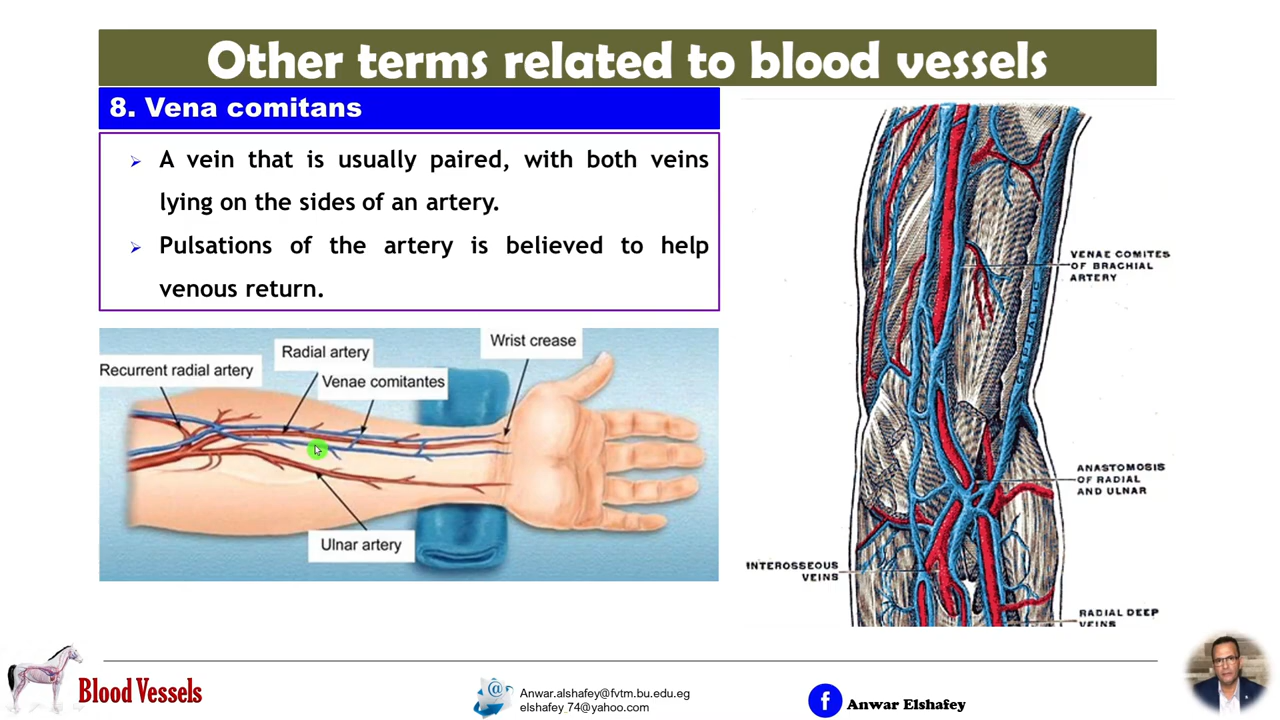 Other terms related to blood vessels
8. Vena comitans
➢ A vein that is usually paired, with both veins
lying on the sides of an artery.
➢ Pulsations of the artery is believed to help
venous return.
Wrist crease
Radial artery
Recurrent radial artery
Venae comitantes
Ulnar artery
VENAE COMITES
OF BRACHIAL
ARTERY
CEPHALIC
ANASTOMOSIS
OF RADIAL
AND ULNAR
INTEROSSEOUS
VEINS
RADIAL DEEP
VEINS
Blood Vessels
@
Anwar.alshafey@fvtm.bu.edu.eg
elshafey_74@yahoo.com
f
Anwar Elshafey